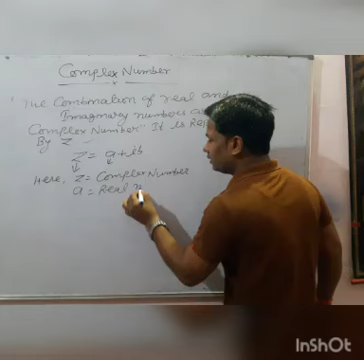 Complex Number
"The Combination of real and
Imaginary numbers
Complex Number" It is
By Z
Z = a + ib
Here, Z = Complex Number
a = Real
InShOt